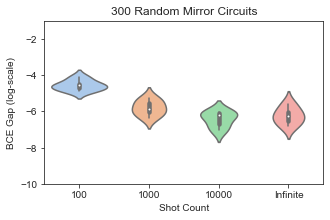 300 Random Mirror Circuits
BCE Gap (log-scale)
−2
−4
−6
−8
−10
100
1000
10000
Infinite
Shot Count